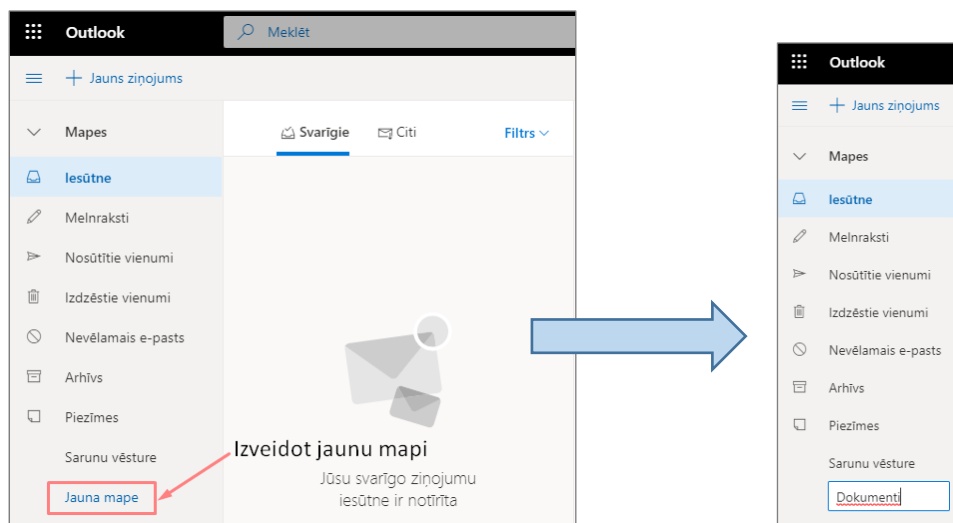 Outlook
Meklēt
Jauns ziņojums
Mapes
Svarīgie
Citi
Filtrs
Iesūtne
Melnraksti
Nosūtītie vienumi
Izdzēstie vienumi
Nevēlamais e-pasts
Arhīvs
Piezīmes
Sarunu vēsture
Jauna mape
Izveidot jaunu mapi
Jūsu svarīgo ziņojumu
iesūtne ir notīrīta
Outlook
Jauns ziņojums
Mapes
Iesūtne
Melnraksti
Nosūtītie vienumi
Izdzēstie vienumi
Nevēlamais e-pasts
Arhīvs
Piezīmes
Sarunu vēsture
Dokumenti